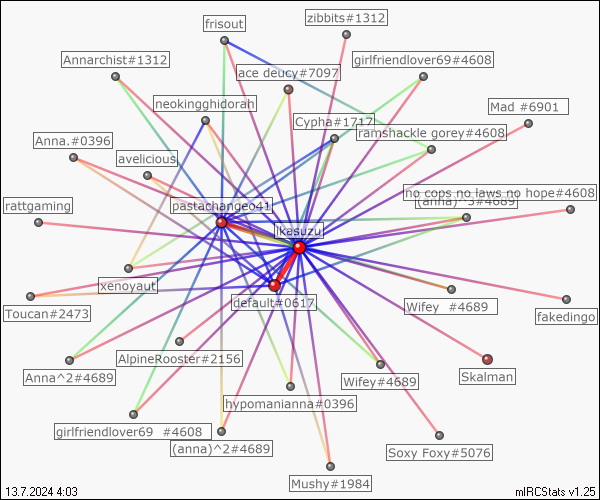 zibbits#1312
frisout
Annarchist#1312
girlfriendlover69#4608
ace deucy#7097
neokingghidorah
Mad #6901
Cypha#1717
ramshackle gorey#4608
Anna.#0396
avelicious
no cops no laws no hope#4608
(anna)^3#4689
pastachangeo41
rattgaming
ikasuzu
xenoyaut
default#0617
Toucan#2473
Wifey #4689
fakedingo
AlpineRooster#2156
Skalman
Anna^2#4689
Wifey#4689
hypomanianna#0396
girlfriendlover69 #4608
(anna)^2#4689
Soxy Foxy#5076
Mushy#1984
13.7.2024 4:03
mIRCStats v1.25